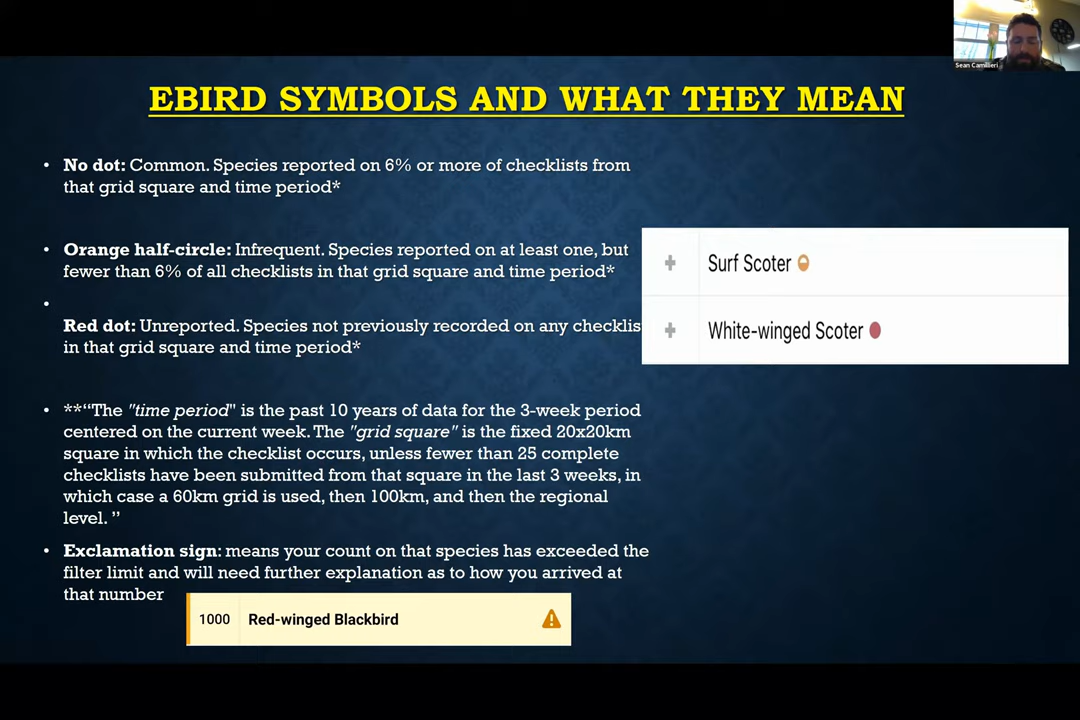 Sean Camilleri
EBIRD SYMBOLS AND WHAT THEY MEAN
• No dot: Common. Species reported on 6% or more of checklists from
that grid square and time period*
• Orange half-circle: Infrequent. Species reported on at least one, but
fewer than 6% of all checklists in that grid square and time period*
•
Red dot: Unreported. Species not previously recorded on any checklis
in that grid square and time period*
+ Surf Scoter
+ White-winged Scoter
• **“The "time period" is the past 10 years of data for the 3-week period
centered on the current week. The "grid square" is the fixed 20x20km
square in which the checklist occurs, unless fewer than 25 complete
checklists have been submitted from that square in the last 3 weeks, in
which case a 60km grid is used, then 100km, and then the regional
level. ”
• Exclamation sign: means your count on that species has exceeded the
filter limit and will need further explanation as to how you arrived at
that number
1000 Red-winged Blackbird